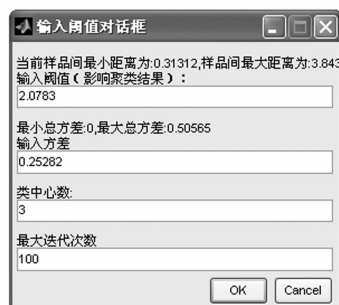 输入阈值对话框
当前样品间最小距离为:0.31312,样品间最大距离为:3.843
输入阈值(影响聚类结果):
2.0783
最小总方差:0,最大总方差:0.50565
输入方差
0.25282
类中心数:
3
最大迭代次数
100
OK Cancel